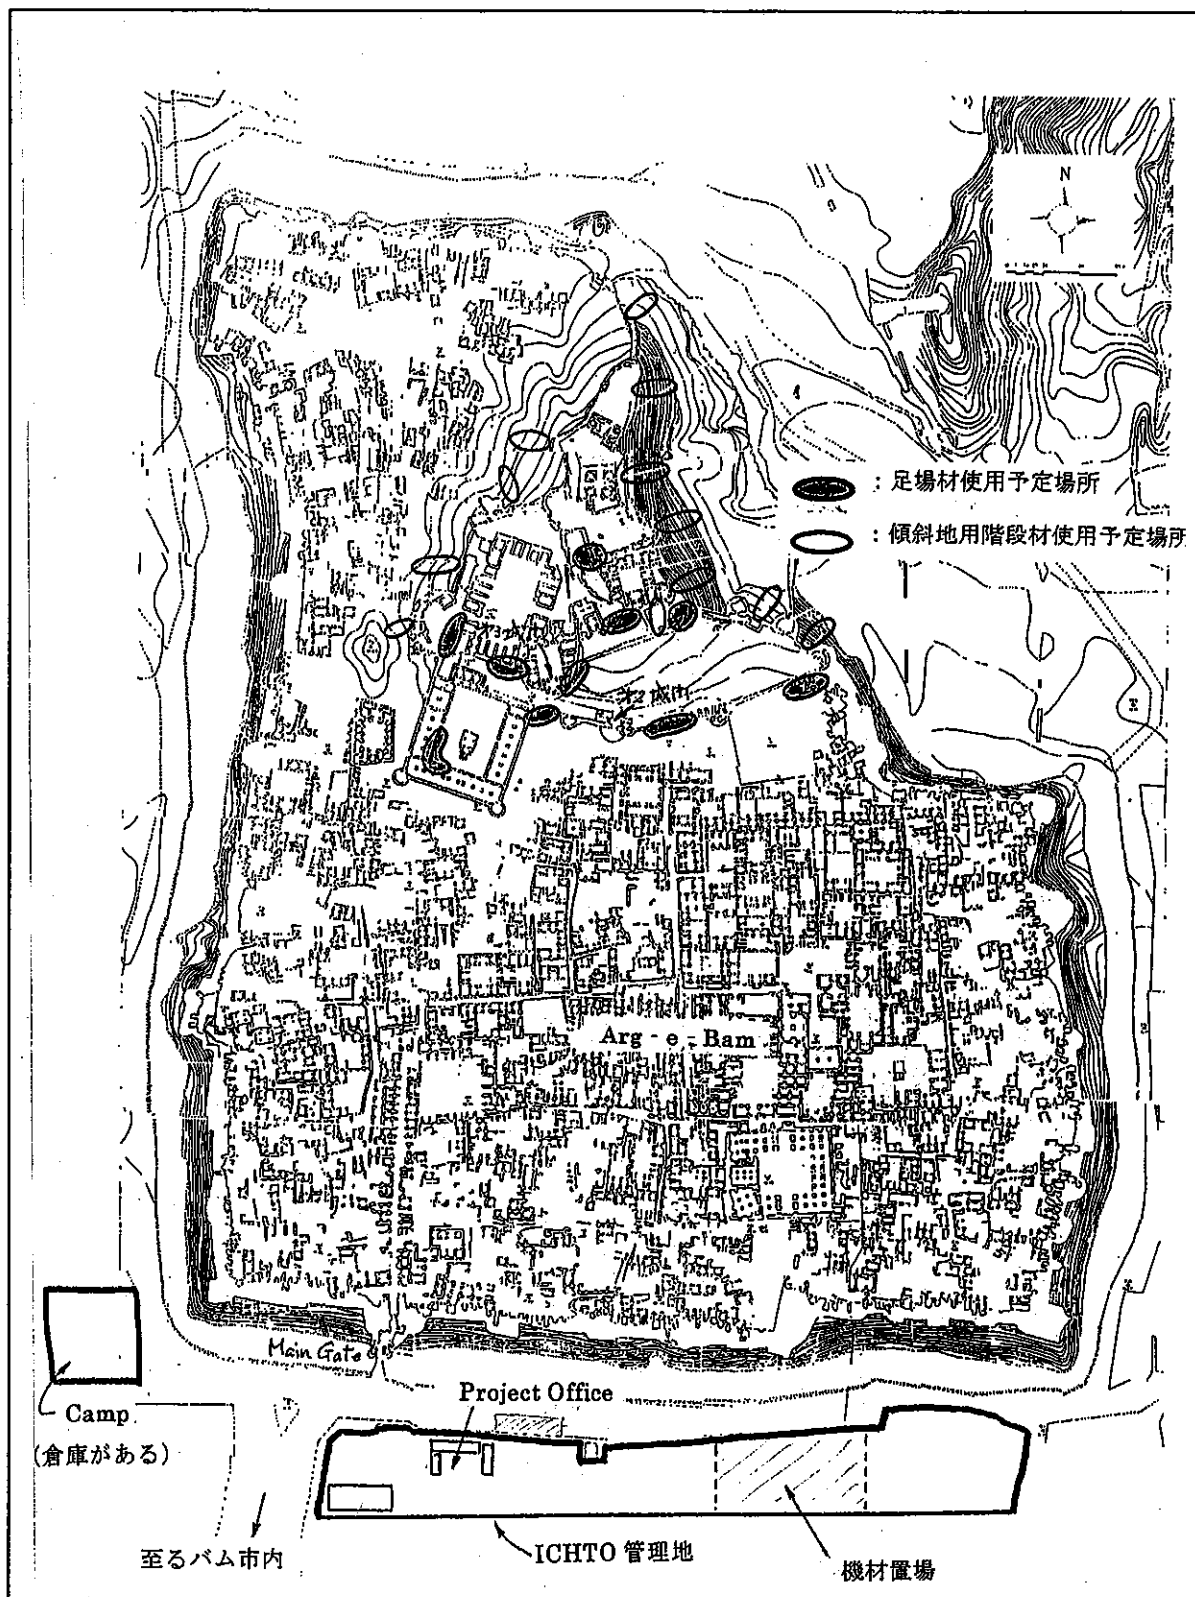 N
：足場材使用予定場所
：傾斜地用階段材使用予定場所
Arg - e - Bam
Main Gate
Project Office
Camp
(倉庫がある)
至るバム市内
ICHTO 管理地
機材置場